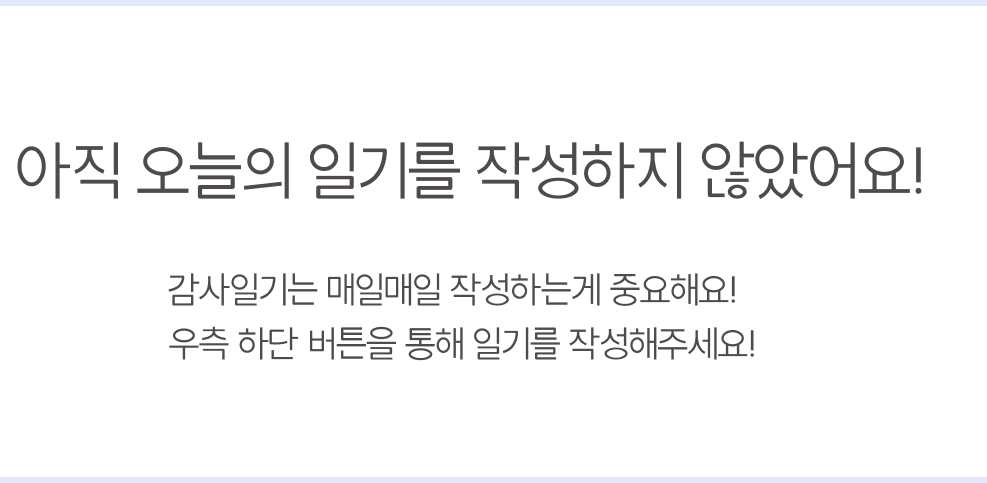 아직 오늘의 일기를 작성하지 않았어요!
감사일기는 매일매일 작성하는게 중요해요!
우측 하단 버튼을 통해 일기를 작성해주세요!